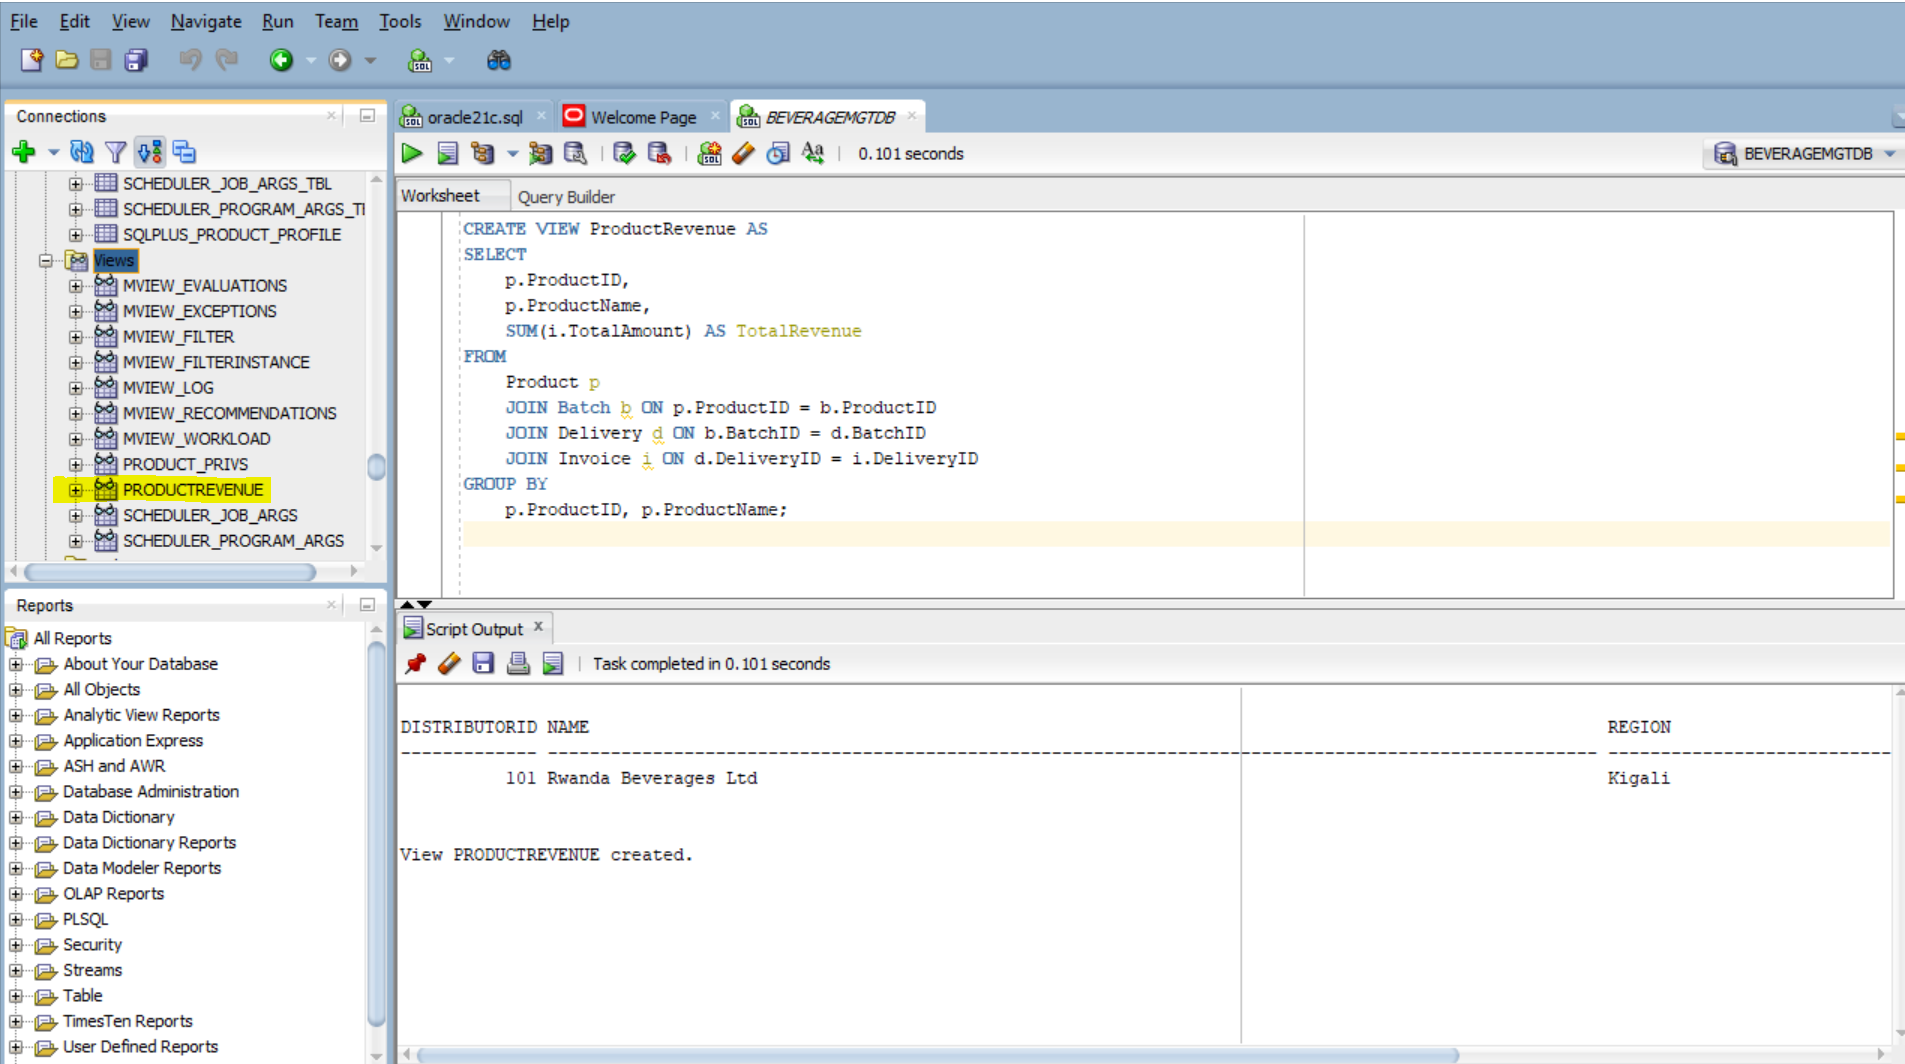 File Edit View Navigate Run Team Tools Window Help
Connections
SCHEDULER_JOB_ARGS_TBL
SCHEDULER_PROGRAM_ARGS_TI
SQLPLUS_PRODUCT_PROFILE
Views
MVIEW_EVALUATIONS
MVIEW_EXCEPTIONS
MVIEW_FILTER
MVIEW_FILTERINSTANCE
MVIEW_LOG
MVIEW_RECOMMENDATIONS
MVIEW_WORKLOAD
PRODUCT_PRIVS
PRODUCTREVENUE
SCHEDULER_JOB_ARGS
SCHEDULER_PROGRAM_ARGS
Reports
All Reports
About Your Database
All Objects
Analytic View Reports
Application Express
ASH and AWR
Database Administration
Data Dictionary
Data Dictionary Reports
Data Modeler Reports
OLAP Reports
PLSQL
Security
Streams
Table
TimesTen Reports
User Defined Reports
oracle21c.sql Welcome Page BEVERAGEMGTDB
0.101 seconds BEVERAGEMGTDB
Worksheet Query Builder
CREATE VIEW ProductRevenue AS
SELECT
p.ProductID,
p.ProductName,
SUM(i.TotalAmount) AS TotalRevenue
FROM
Product p
JOIN Batch b ON p.ProductID = b.ProductID
JOIN Delivery d ON b.BatchID = d.BatchID
JOIN Invoice i ON d.DeliveryID = i.DeliveryID
GROUP BY
p.ProductID, p.ProductName;
Script Output x
Task completed in 0.101 seconds
DISTRIBUTORID NAME REGION
101 Rwanda Beverages Ltd Kigali
View PRODUCTREVENUE created.